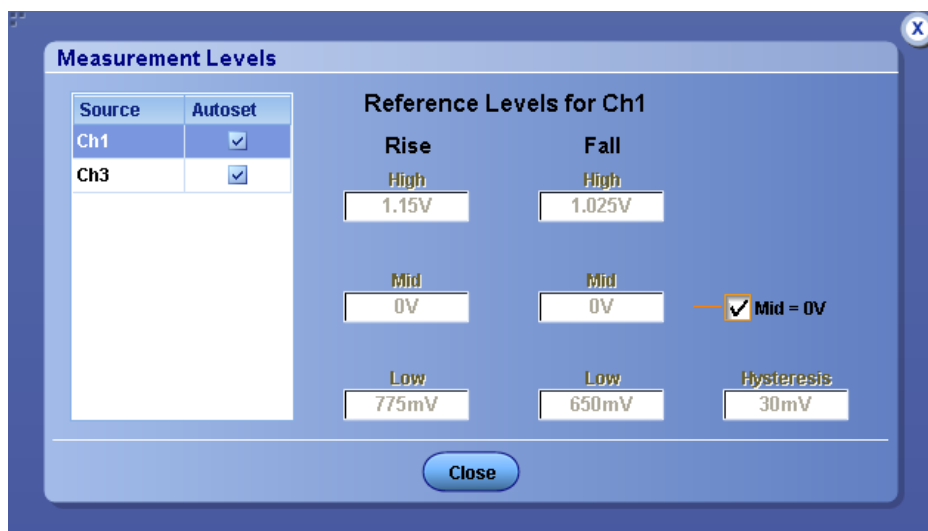 X
Measurement Levels
Source Autoset
Ch1
Ch3
Reference Levels for Ch1
Rise Fall
High High
1.15V 1.025V
Mid Mid
0V 0V
Mid = 0V
Low Low Hysteresis
775mV 650mV 30mV
Close